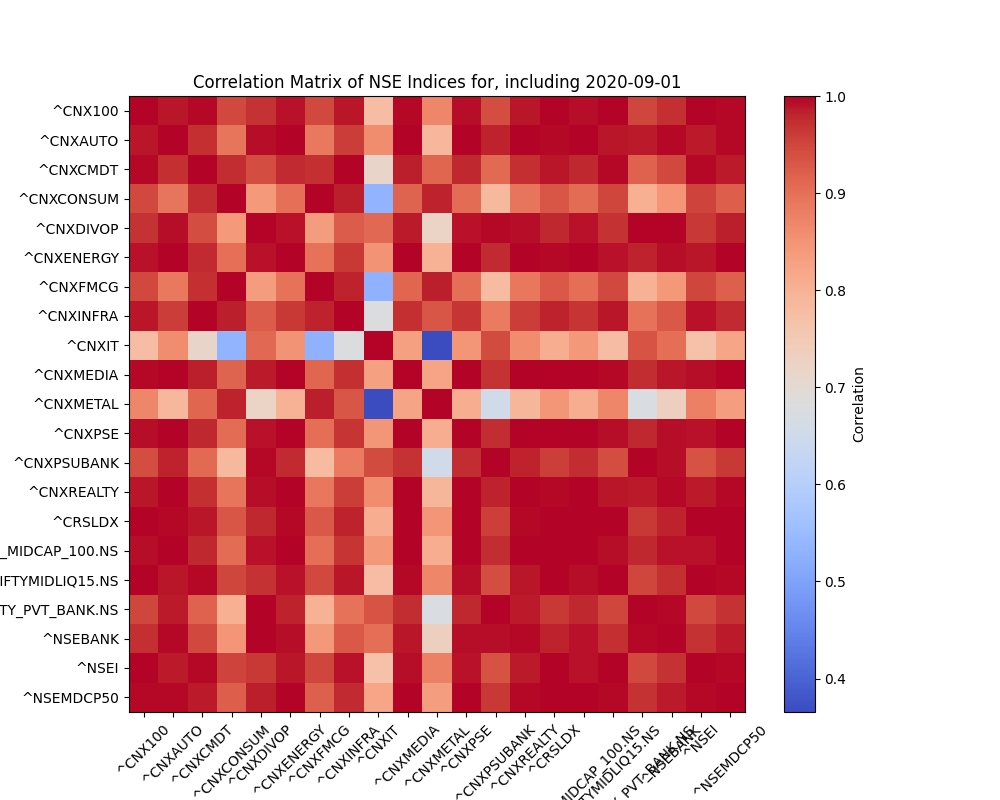 Correlation Matrix of NSE Indices for, including 2020-09-01
^CNX100
^CNXAUTO
^CNXCMDT
^CNXCONSUM
^CNXDIVOP
^CNXENERGY
^CNXFMCG
^CNXINFRA
^CNXIT
^CNXMEDIA
^CNXMETAL
^CNXPSE
^CNXPSUBANK
^CNXREALTY
^CRSLDX
_MIDCAP_100.NS
IFTYMIDLIQ15.NS
TY_PVT_BANK.NS
^NSEBANK
^NSEI
^NSEMDCP50
^CNX100
^CNXAUTO
^CNXCMDT
^CNXCONSUM
^CNXDIVOP
^CNXENERGY
^CNXFMCG
^CNXINFRA
^CNXIT
^CNXMEDIA
^CNXMETAL
^CNXPSE
^CNXPSUBANK
^CNXREALTY
^CRSLDX
MIDCAP_100.NS
TYMIDLIQ15.NS
PVT_BANK.NS
^NSEBANK
^NSEI
^NSEMDCP50
1.0
0.9
0.8
0.7
0.6
0.5
0.4
Correlation